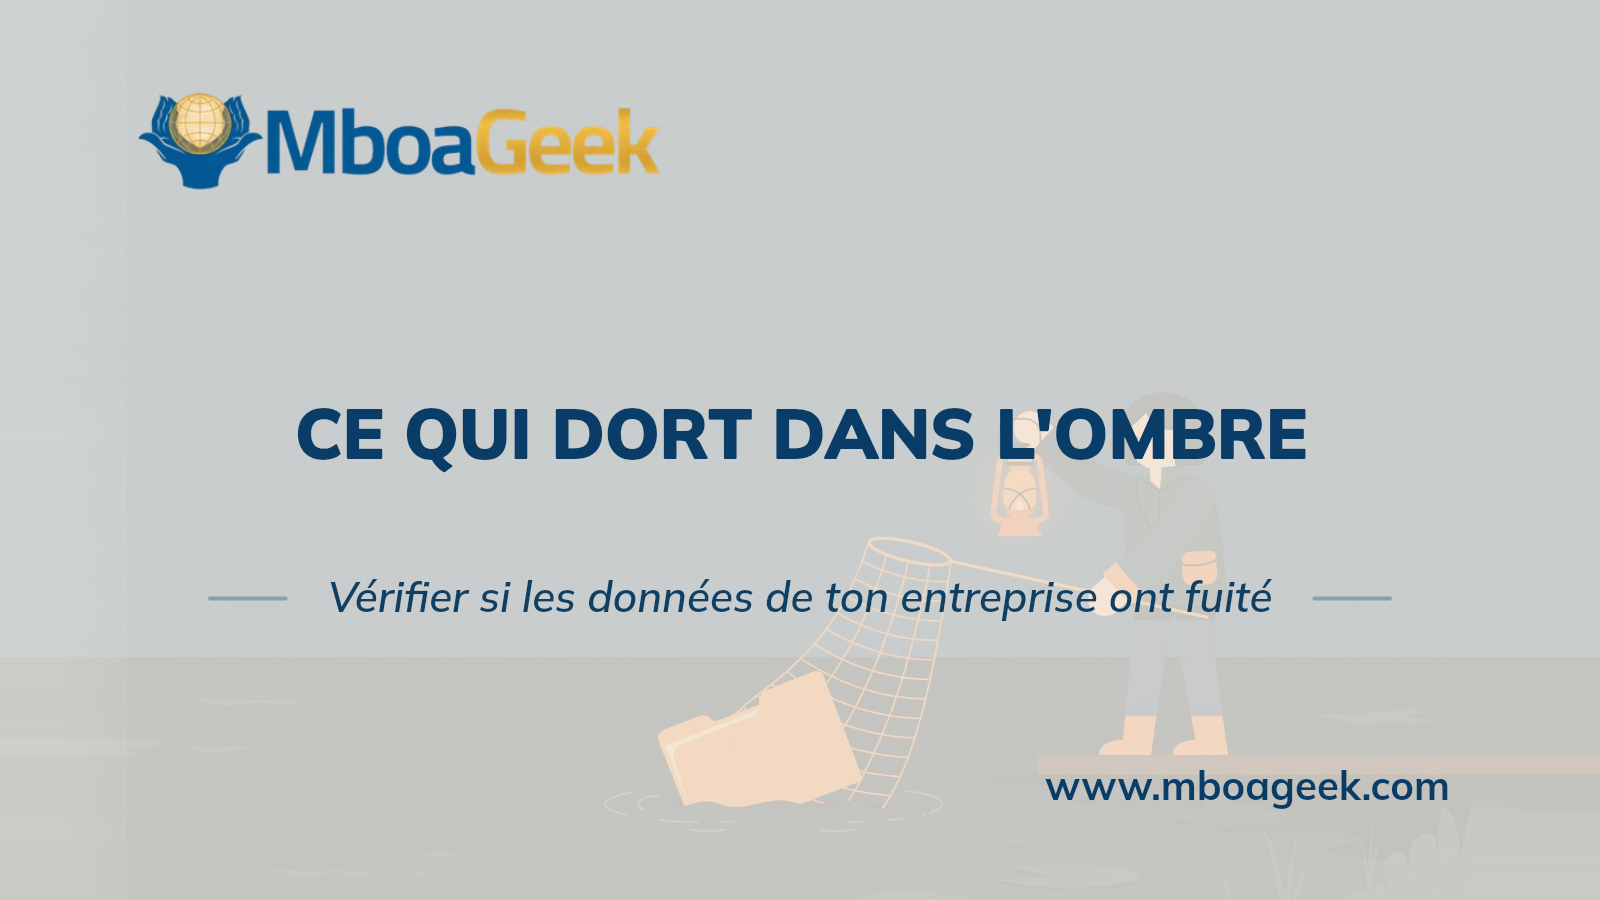 MboaGeek
CE QUI DORT DANS L'OMBRE
Vérifier si les données de ton entreprise ont fuité
www.mboageek.com